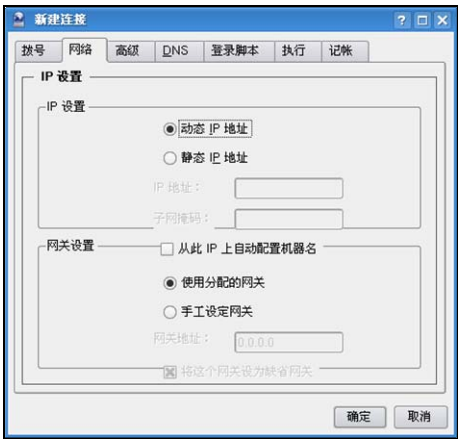 新建连接
拨号 网络 高级 DNS 登录脚本 执行 记帐
IP 设置
IP 设置
动态 IP 地址
静态 IP 地址
IP 地址：
子网掩码：
网关设置
从此 IP 上自动配置机器名
使用分配的网关
手工设定网关
网关地址： 0.0.0.0
将这个网关设为缺省网关
确定 取消